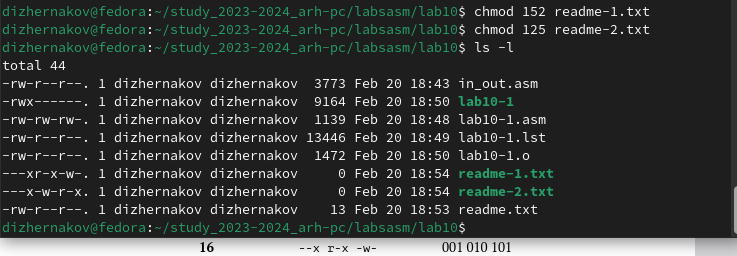 dizhernakov@fedora:~/study_2023-2024_arh-pc/labsasm/lab10$ chmod 152 readme-1.txt
dizhernakov@fedora:~/study_2023-2024_arh-pc/labsasm/lab10$ chmod 125 readme-2.txt
dizhernakov@fedora:~/study_2023-2024_arh-pc/labsasm/lab10$ ls -l
total 44
-rw-r--r--. 1 dizhernakov dizhernakov  3773 Feb 20 18:43 in_out.asm
-rwx------. 1 dizhernakov dizhernakov  9164 Feb 20 18:50 lab10-1
-rw-rw-rw-. 1 dizhernakov dizhernakov  1139 Feb 20 18:48 lab10-1.asm
-rw-r--r--. 1 dizhernakov dizhernakov 13446 Feb 20 18:49 lab10-1.lst
-rw-r--r--. 1 dizhernakov dizhernakov  1472 Feb 20 18:50 lab10-1.o
---xr-x-w-. 1 dizhernakov dizhernakov     0 Feb 20 18:54 readme-1.txt
---x-w-r-x. 1 dizhernakov dizhernakov     0 Feb 20 18:54 readme-2.txt
-rw-r--r--. 1 dizhernakov dizhernakov    13 Feb 20 18:53 readme.txt
dizhernakov@fedora:~/study_2023-2024_arh-pc/labsasm/lab10$
16 --x r-x -w- 001 010 101